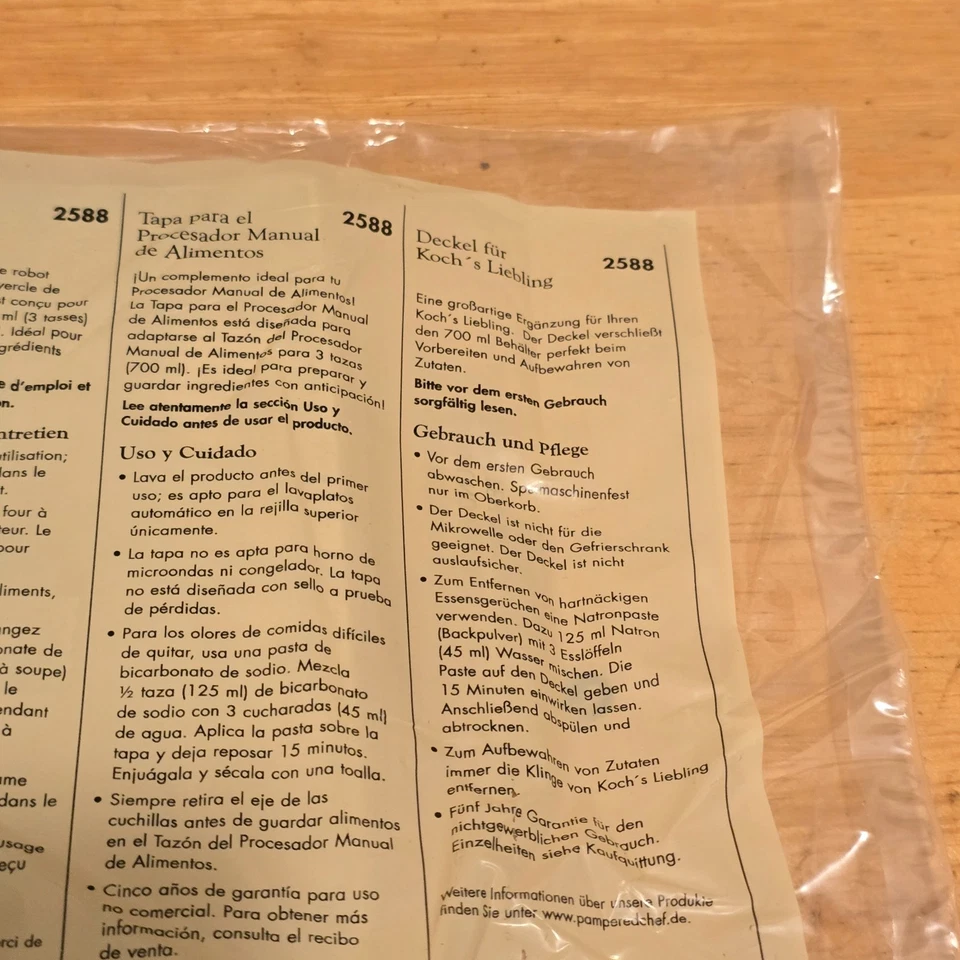 2588
e robot
vercle de
t conçu pour
ml (3 tasses)
. Idéal pour
grédients
e d'emploi et
n.
ntretien
tilisation;
lans le
t.
four à
teur. Le
pour
liments,
ngez
nate de
à soupe)
le
endant
à
ume
dans le
usage
eçu
rci de
Tapa para el
Procesador Manual
de Alimentos
2588
¡Un complemento ideal para tu
Procesador Manual de Alimentos!
La Tapa para el Procesador Manual
de Alimentos está diseñada para
adaptarse al Tazón del Procesador
Manual de Alimentos para 3 tazas
(700 ml). ¡Es ideal para preparar y
guardar ingredientes con anticipación!
Lee atentamente la sección Uso y
Cuidado antes de usar el producto.
Uso y Cuidado
• Lava el producto antes del primer
uso; es apto para el lavaplatos
automático en la rejilla superior
únicamente.
• La tapa no es apta para horno de
microondas ni congelador. La tapa
no está diseñada con sello a prueba
de pérdidas.
• Para los olores de comidas difíciles
de quitar, usa una pasta de
bicarbonato de sodio. Mezcla
½ taza (125 ml) de bicarbonato
de sodio con 3 cucharadas (45 ml)
de agua. Aplica la pasta sobre la
tapa y deja reposar 15 minutos.
Enjuágala y sécala con una toalla.
• Siempre retira el eje de las
cuchillas antes de guardar alimentos
en el Tazón del Procesador Manual
de Alimentos.
• Cinco años de garantía para uso
no comercial. Para obtener más
información, consulta el recibo
de venta.
Deckel für
Koch´s Liebling
2588
Eine großartige Ergänzung für Ihren
Koch´s Liebling. Der Deckel verschließt
den 700 ml Behälter perfekt beim
Vorbereiten und Aufbewahren von
Zutaten.
Bitte vor dem ersten Gebrauch
sorgfältig lesen.
Gebrauch und Pflege
• Vor dem ersten Gebrauch
abwaschen. Spülmaschinenfest
nur im Oberkorb.
• Der Deckel ist nicht für die
Mikrowelle oder den Gefrierschrank
geeignet. Der Deckel ist nicht
auslaufsicher.
• Zum Entfernen von hartnäckigen
Essensgerüchen eine Natronpaste
verwenden. Dazu 125 ml Natron
(Backpulver) mit 3 Esslöffeln
(45 ml) Wasser mischen. Die
Paste auf den Deckel geben und
15 Minuten einwirken lassen.
Anschließend abspülen und
abtrocknen.
• Zum Aufbewahren von Zutaten
immer die Klinge von Koch´s Liebling
entfernen.
• Fünf Jahre Garantie für den
nichtgewerblichen Gebrauch.
Einzelheiten siehe Kaufquittung.
Weitere Informationen über unsere Produkte
finden Sie unter www.pamperedchef.de.